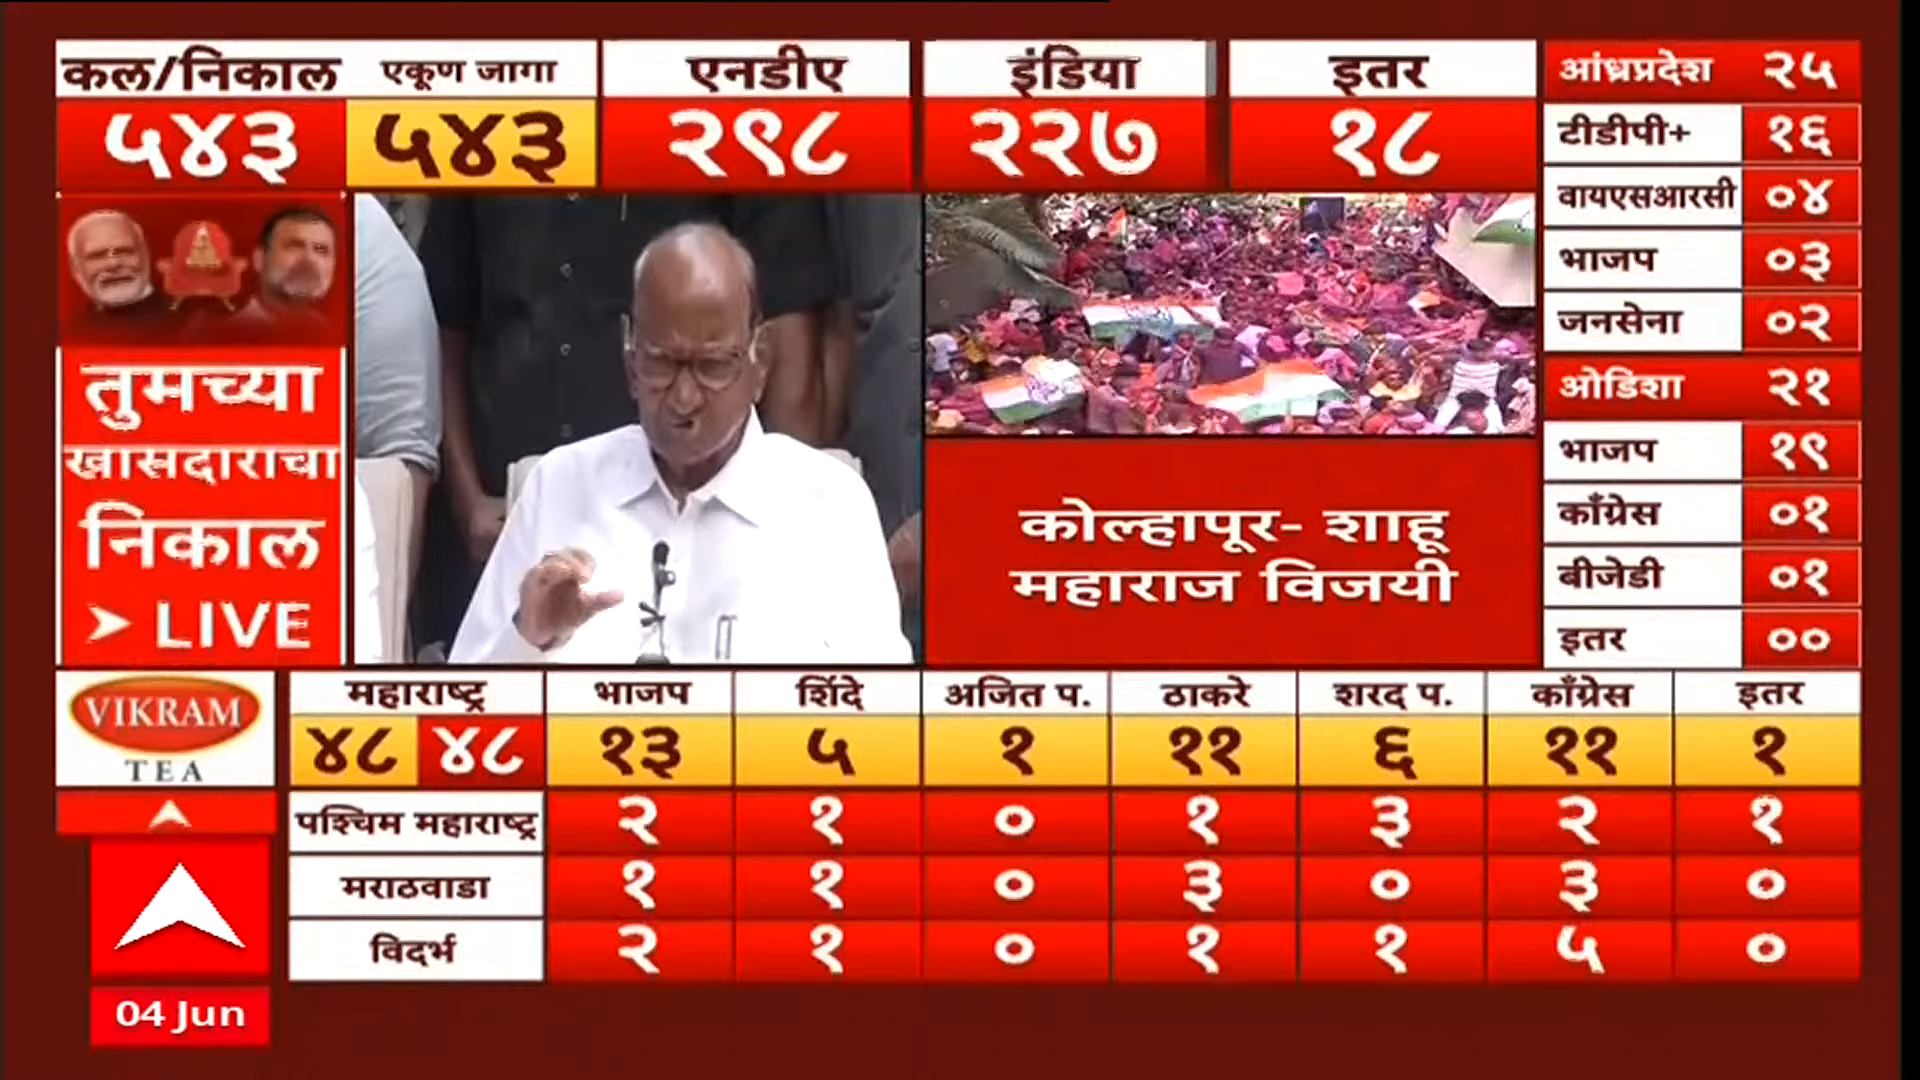 कल/निकाल एकूण जागा एनडीए इंडिया इतर
५४३ ५४३ २९८ २२७ १८
आंध्रप्रदेश २५
टीडीपी+ १६
वायएसआरसी ०४
भाजप ०३
जनसेना ०२
ओडिशा २१
भाजप १९
काँग्रेस ०१
बीजेडी ०१
इतर ००
तुमच्या
खासदाराचा
निकाल
LIVE
कोल्हापूर- शाहू
महाराज विजयी
VIKRAM
TEA
महाराष्ट्र भाजप शिंदे अजित प. ठाकरे शरद प. काँग्रेस इतर
४८ ४८ १३ ५ १ ११ ६ ११ १
पश्चिम महाराष्ट्र २ १ ० १ ३ २ १
मराठवाडा १ १ ० ३ ० ३ ०
विदर्भ २ १ ० १ १ ५ ०
04 Jun